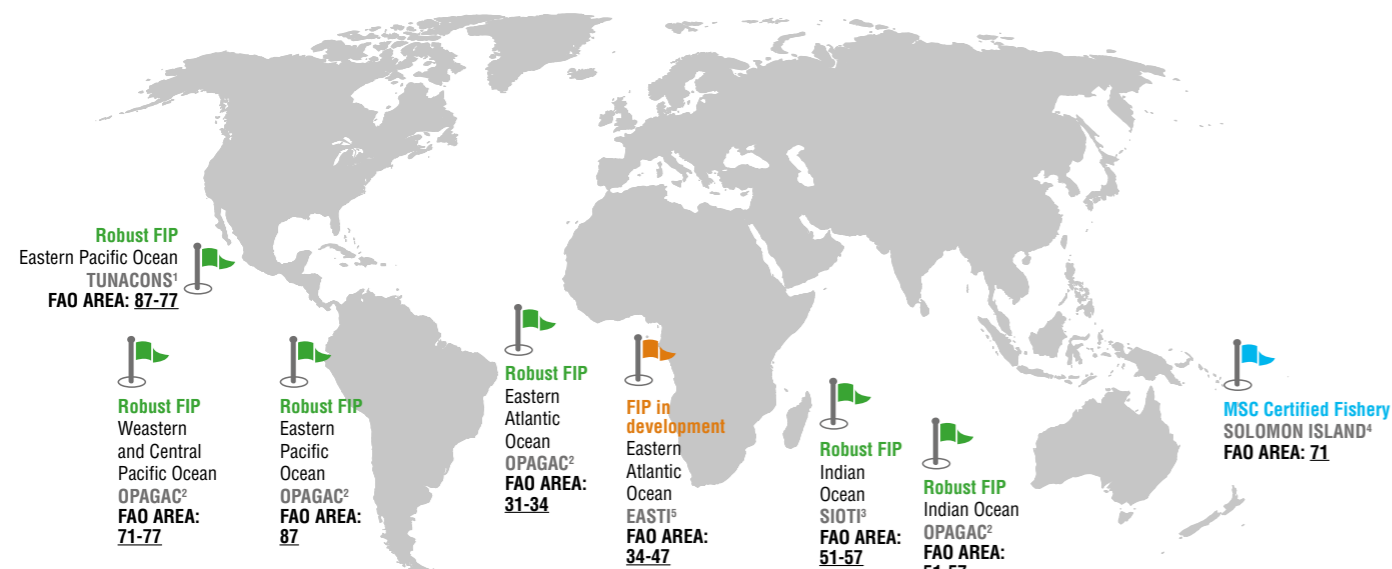 Robust FIP
Eastern Pacific Ocean
TUNACONS¹
FAO AREA: 87-77
Robust FIP
Weastern
and Central
Pacific Ocean
OPAGAC²
FAO AREA:
71-77
Robust FIP
Eastern
Pacific
Ocean
OPAGAC²
FAO AREA:
87
Robust FIP
Eastern
Atlantic
Ocean
OPAGAC²
FAO AREA:
31-34
FIP in
development
Eastern
Atlantic
Ocean
EASTI⁵
FAO AREA:
34-47
Robust FIP
Indian
Ocean
SIOTI³
FAO AREA:
51-57
Robust FIP
Indian Ocean
OPAGAC²
FAO AREA:
51-57
MSC Certified Fishery
SOLOMON ISLAND⁴
FAO AREA: 71